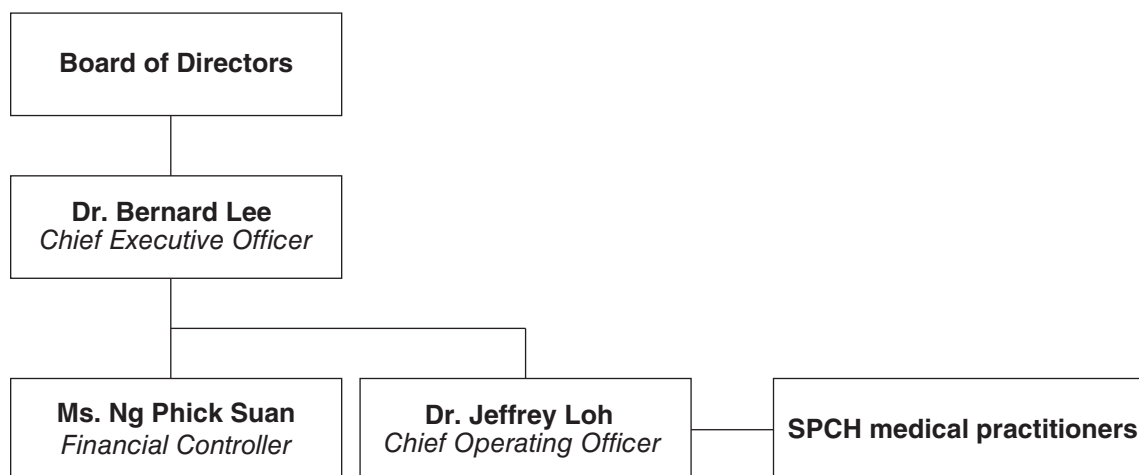 Board of Directors
Dr. Bernard Lee
Chief Executive Officer
Ms. Ng Phick Suan
Financial Controller
Dr. Jeffrey Loh
Chief Operating Officer
SPCH medical practitioners